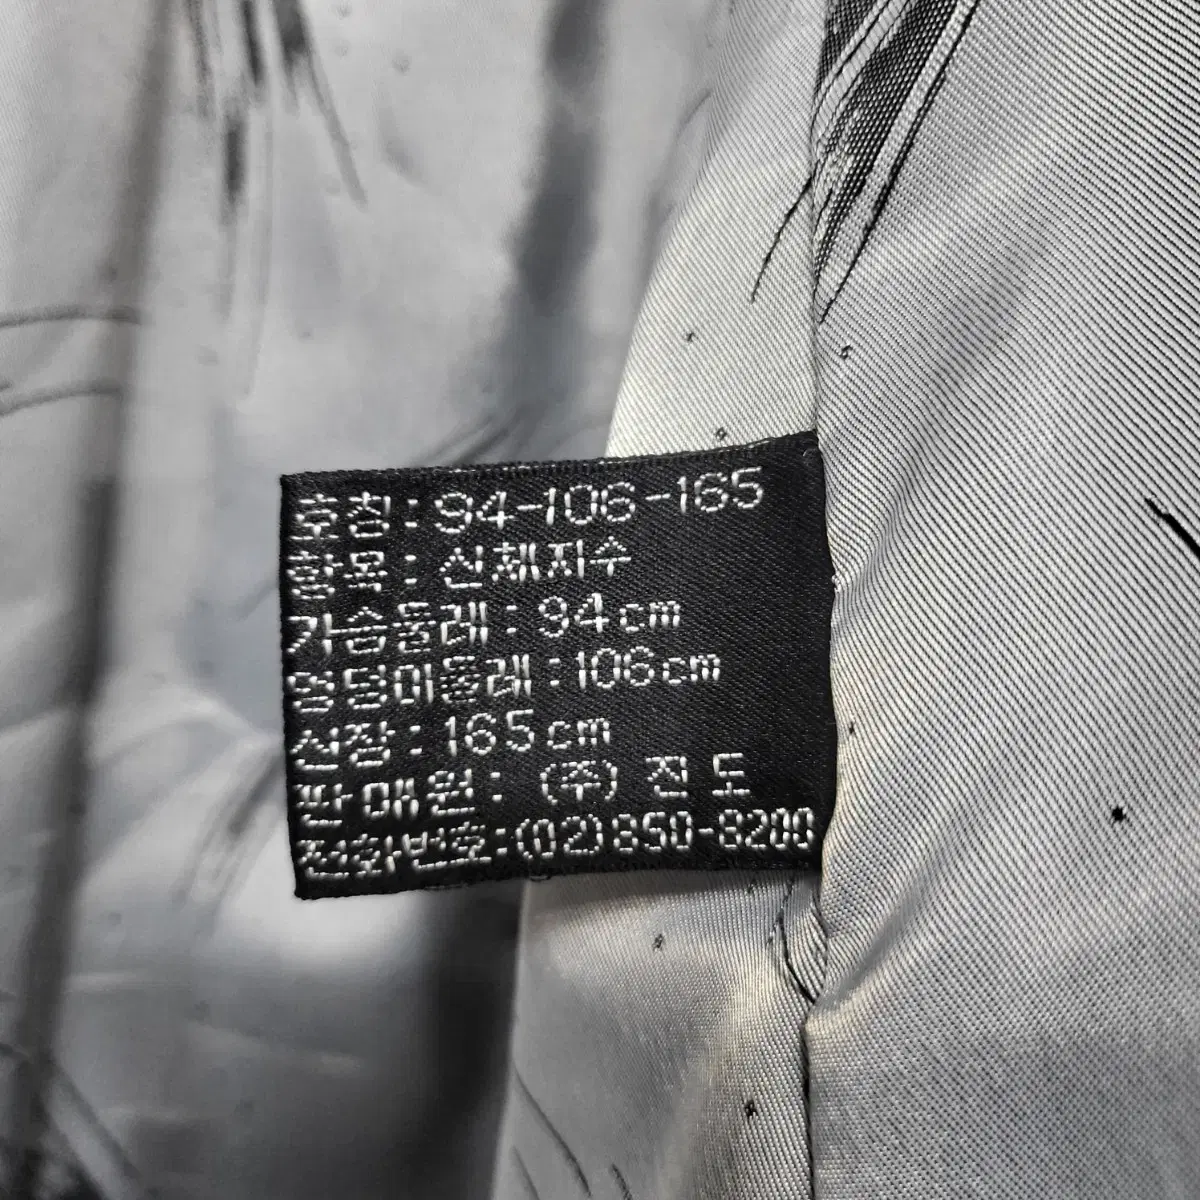 호칭:94-106-165
항목:신체치수
가슴둘레:94cm
엉덩이둘레:106cm
신장:165cm
판매원:(주)진도
전화번호:(02)850-8200